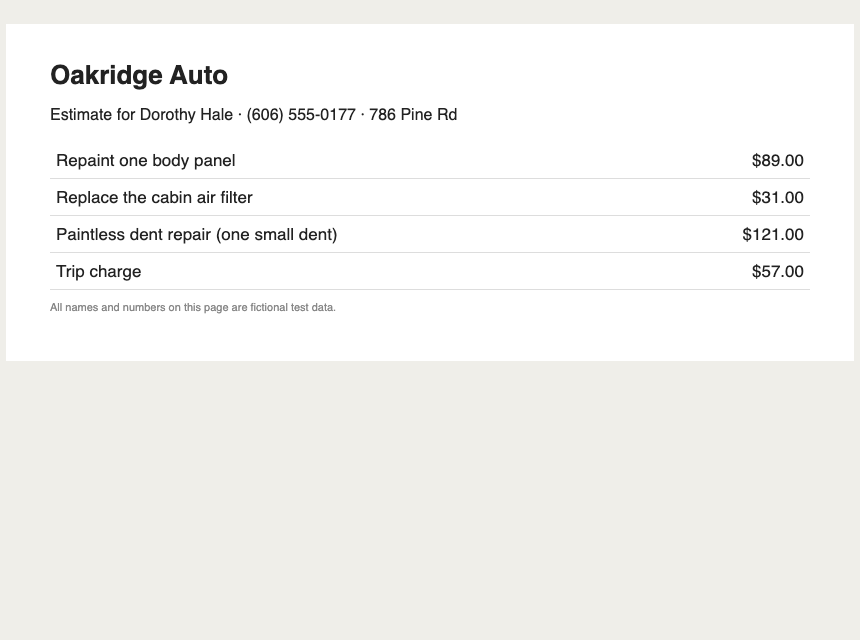 Oakridge Auto
Estimate for Dorothy Hale · (606) 555-0177 · 786 Pine Rd
Repaint one body panel $89.00
Replace the cabin air filter $31.00
Paintless dent repair (one small dent) $121.00
Trip charge $57.00
All names and numbers on this page are fictional test data.